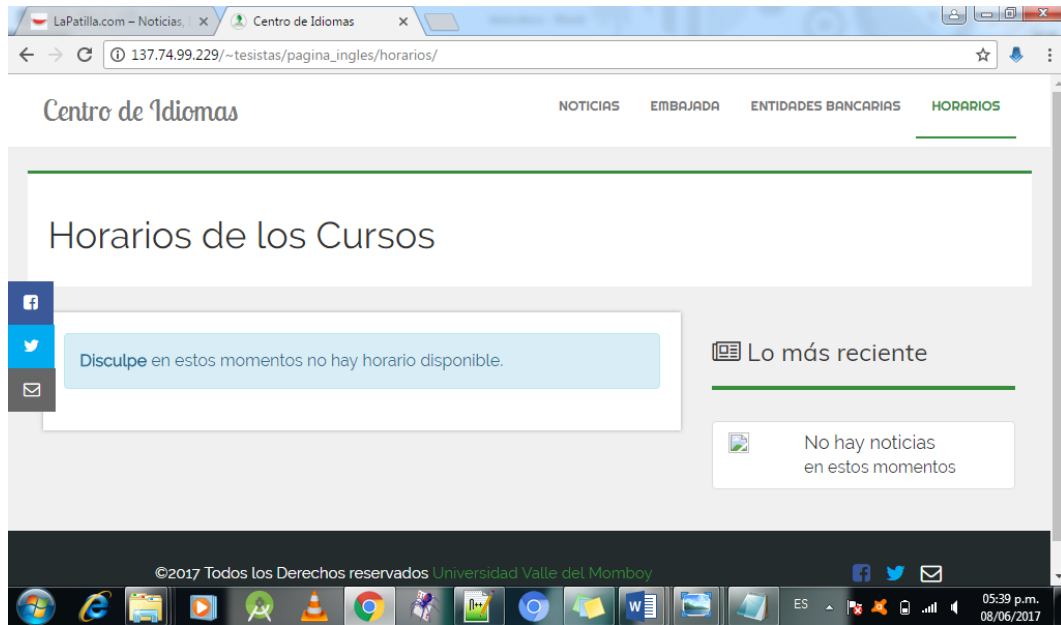 LaPatilla.com – Noticias,
Centro de Idiomas
137.74.99.229/~tesistas/pagina_ingles/horarios/
Centro de Idiomas
NOTICIAS EMBAJADA ENTIDADES BANCARIAS HORARIOS
Horarios de los Cursos
Disculpe en estos momentos no hay horario disponible.
Lo más reciente
No hay noticias
en estos momentos
©2017 Todos los Derechos reservados Universidad Valle del Momboy
ES
05:39 p.m.
08/06/2017